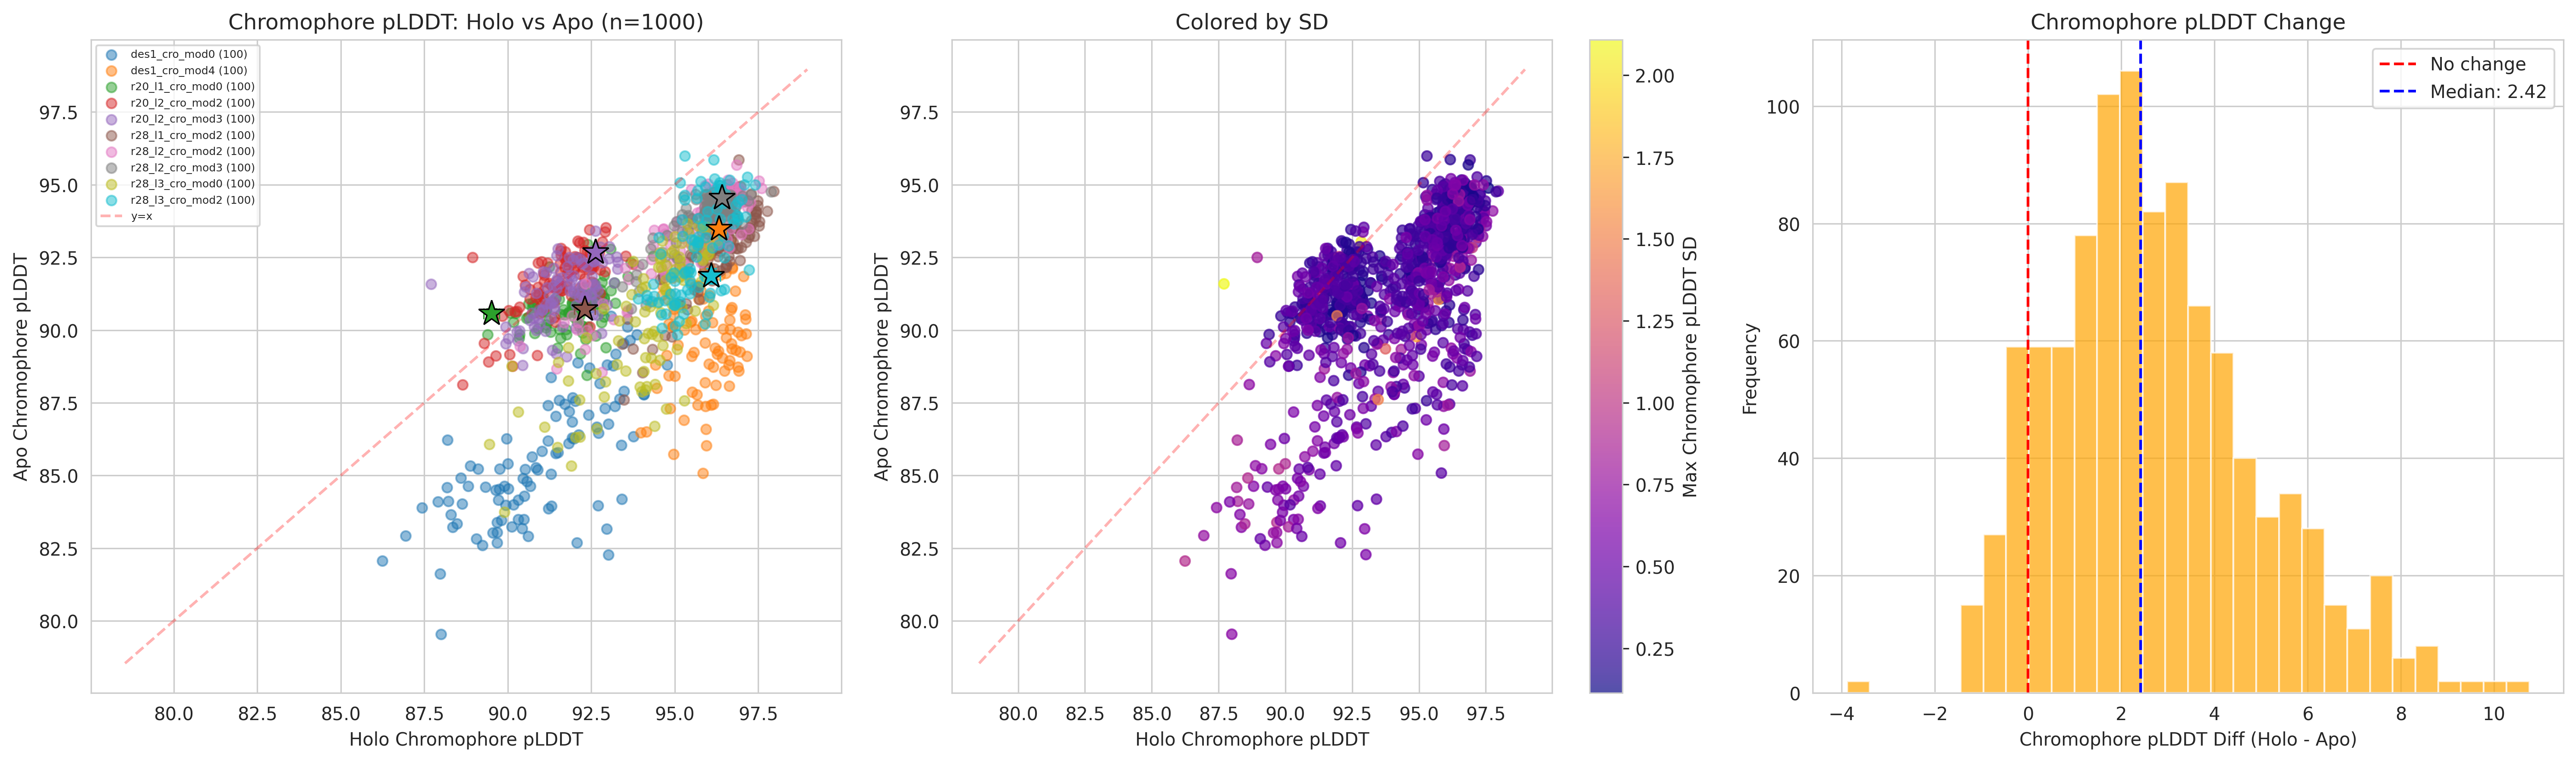 Chromophore pLDDT: Holo vs Apo (n=1000)
des1_cro_mod0 (100)
des1_cro_mod4 (100)
r20_l1_cro_mod0 (100)
r20_l2_cro_mod2 (100)
r20_l2_cro_mod3 (100)
r28_l1_cro_mod2 (100)
r28_l2_cro_mod2 (100)
r28_l2_cro_mod3 (100)
r28_l3_cro_mod0 (100)
r28_l3_cro_mod2 (100)
y=x
Apo Chromophore pLDDT
97.5
95.0
92.5
90.0
87.5
85.0
82.5
80.0
80.0 82.5 85.0 87.5 90.0 92.5 95.0 97.5
Holo Chromophore pLDDT
Colored by SD
Apo Chromophore pLDDT
97.5
95.0
92.5
90.0
87.5
85.0
82.5
80.0
80.0 82.5 85.0 87.5 90.0 92.5 95.0 97.5
Holo Chromophore pLDDT
2.00
1.75
1.50
1.25
1.00
0.75
0.50
0.25
Max Chromophore pLDDT SD
Chromophore pLDDT Change
No change
Median: 2.42
Frequency
100
80
60
40
20
0
−4 −2 0 2 4 6 8 10
Chromophore pLDDT Diff (Holo - Apo)